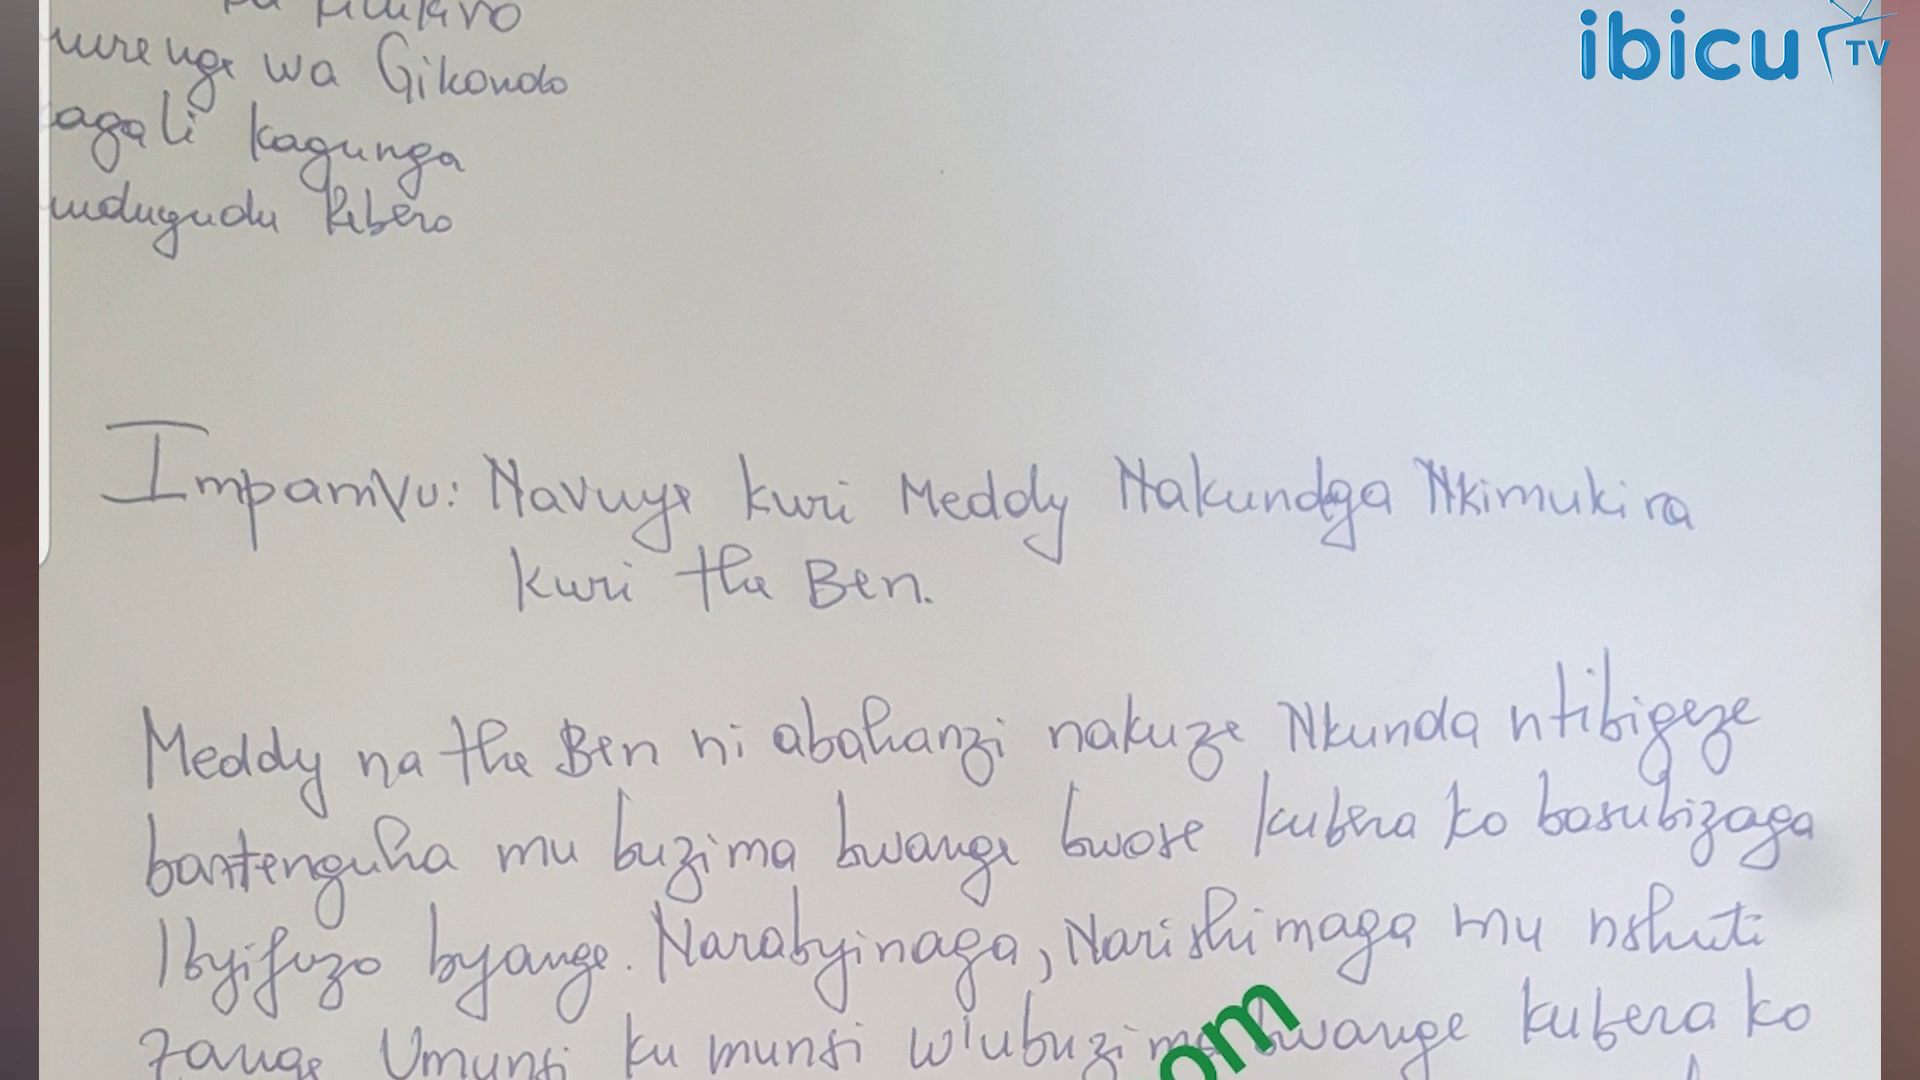 ibicu TV
wa Gikondo
agali kagunga
mudugudu Kibero
Impamvu: Navuye kuri Meddy Nakundaga Nkimukira
kuri the Ben.
Meddy na the Ben ni abahanzi nakuze Nkunda ntibigeze
bantenguha mu buzima bwange bwose kubera ko basubizaga
Ibyifuzo byange. Narabyinaga, Narishimaga mu nshuti
zange Umunsi ku munsi w'ubuzima bwange kubera ko
om